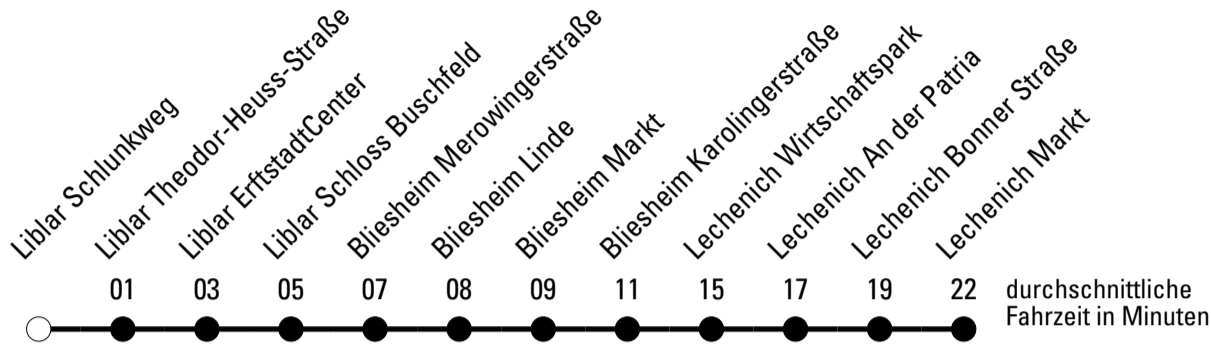 Liblar Schlunkweg
Liblar Theodor-Heuss-Straße
Liblar ErftstadtCenter
Liblar Schloss Buschfeld
Bliesheim Merowingerstraße
Bliesheim Linde
Bliesheim Markt
Bliesheim Karolingerstraße
Lechenich Wirtschaftspark
Lechenich An der Patria
Lechenich Bonner Straße
Lechenich Markt
01 03 05 07 08 09 11 15 17 19 22
durchschnittliche
Fahrzeit in Minuten